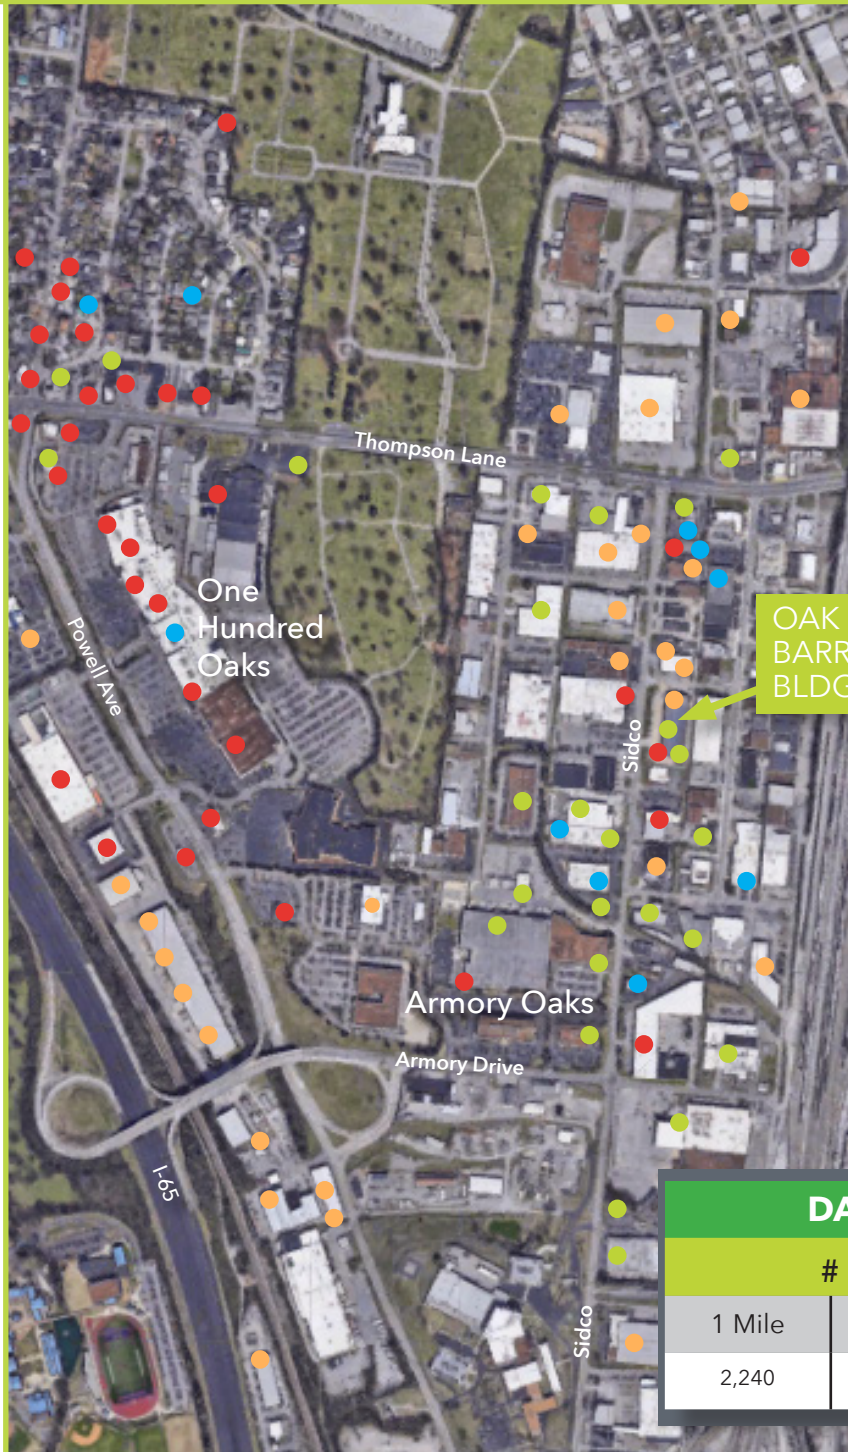 Thompson Lane
One
Hundred
Oaks
Powell Ave
OAK
BARR
BLDG
Sidco
Armory Oaks
Armory Drive
I-65
DA
#
1 Mile
2,240
Sidco